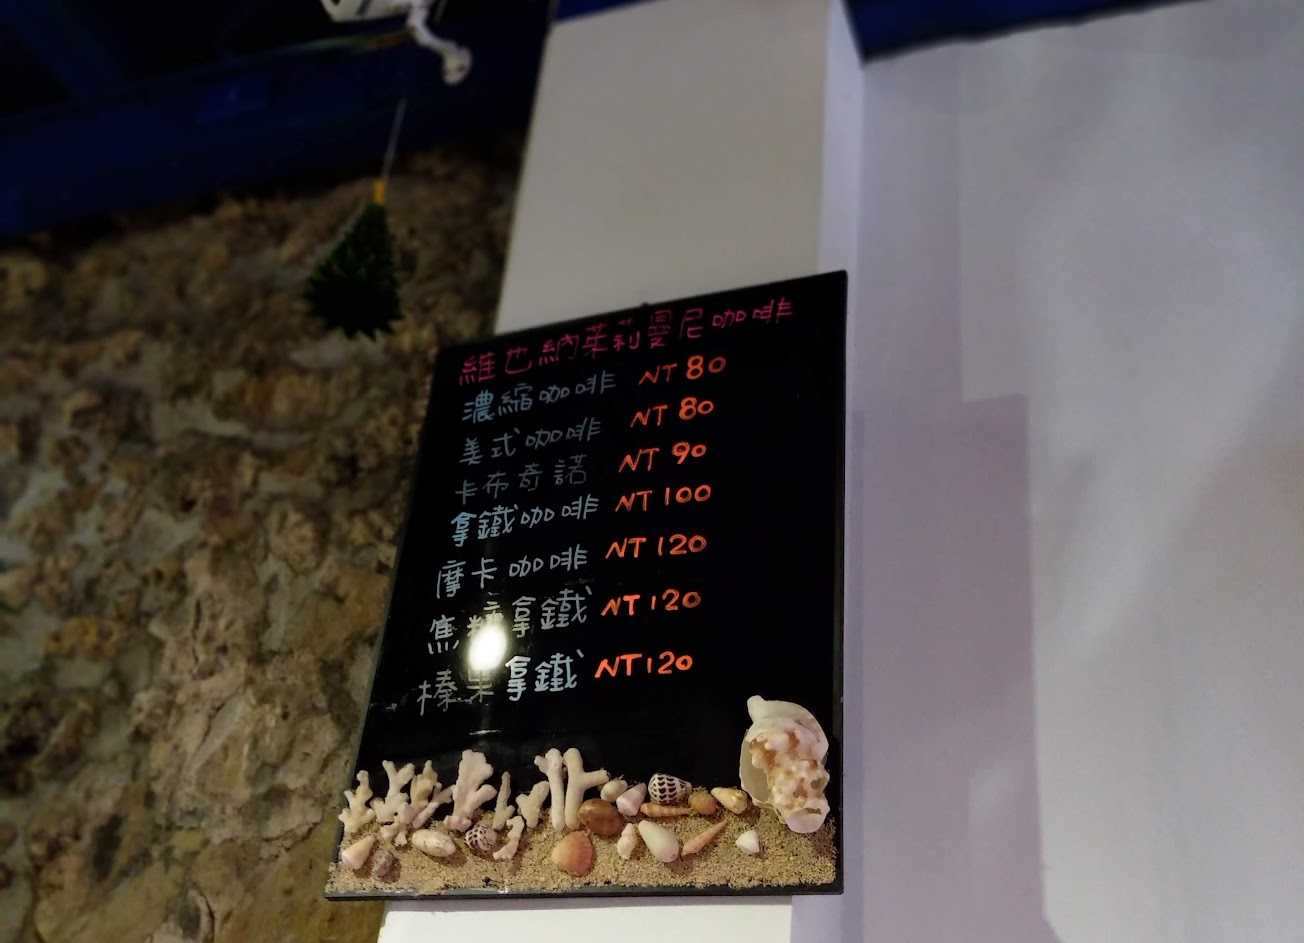 維也納茱莉曼尼咖啡
濃縮咖啡 NT 80
美式咖啡 NT 80
卡布奇諾 NT 90
拿鐵咖啡 NT 100
摩卡咖啡 NT 120
焦糖拿鐵 NT 120
榛果拿鐵 NT 120